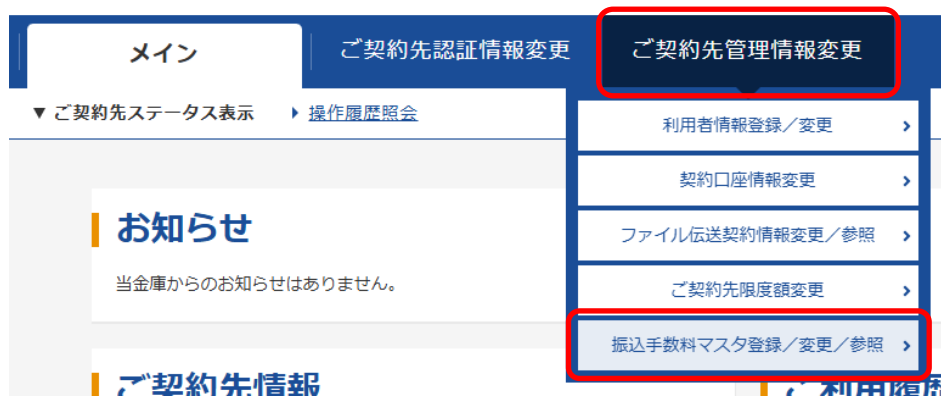 メイン
ご契約先認証情報変更
ご契約先管理情報変更
▼ ご契約先ステータス表示
操作履歴照会
利用者情報登録／変更
契約口座情報変更
ファイル伝送契約情報変更／参照
ご契約先限度額変更
振込手数料マスタ登録／変更／参照
お知らせ
当金庫からのお知らせはありません。
ご契約先情報
ご利用履歴